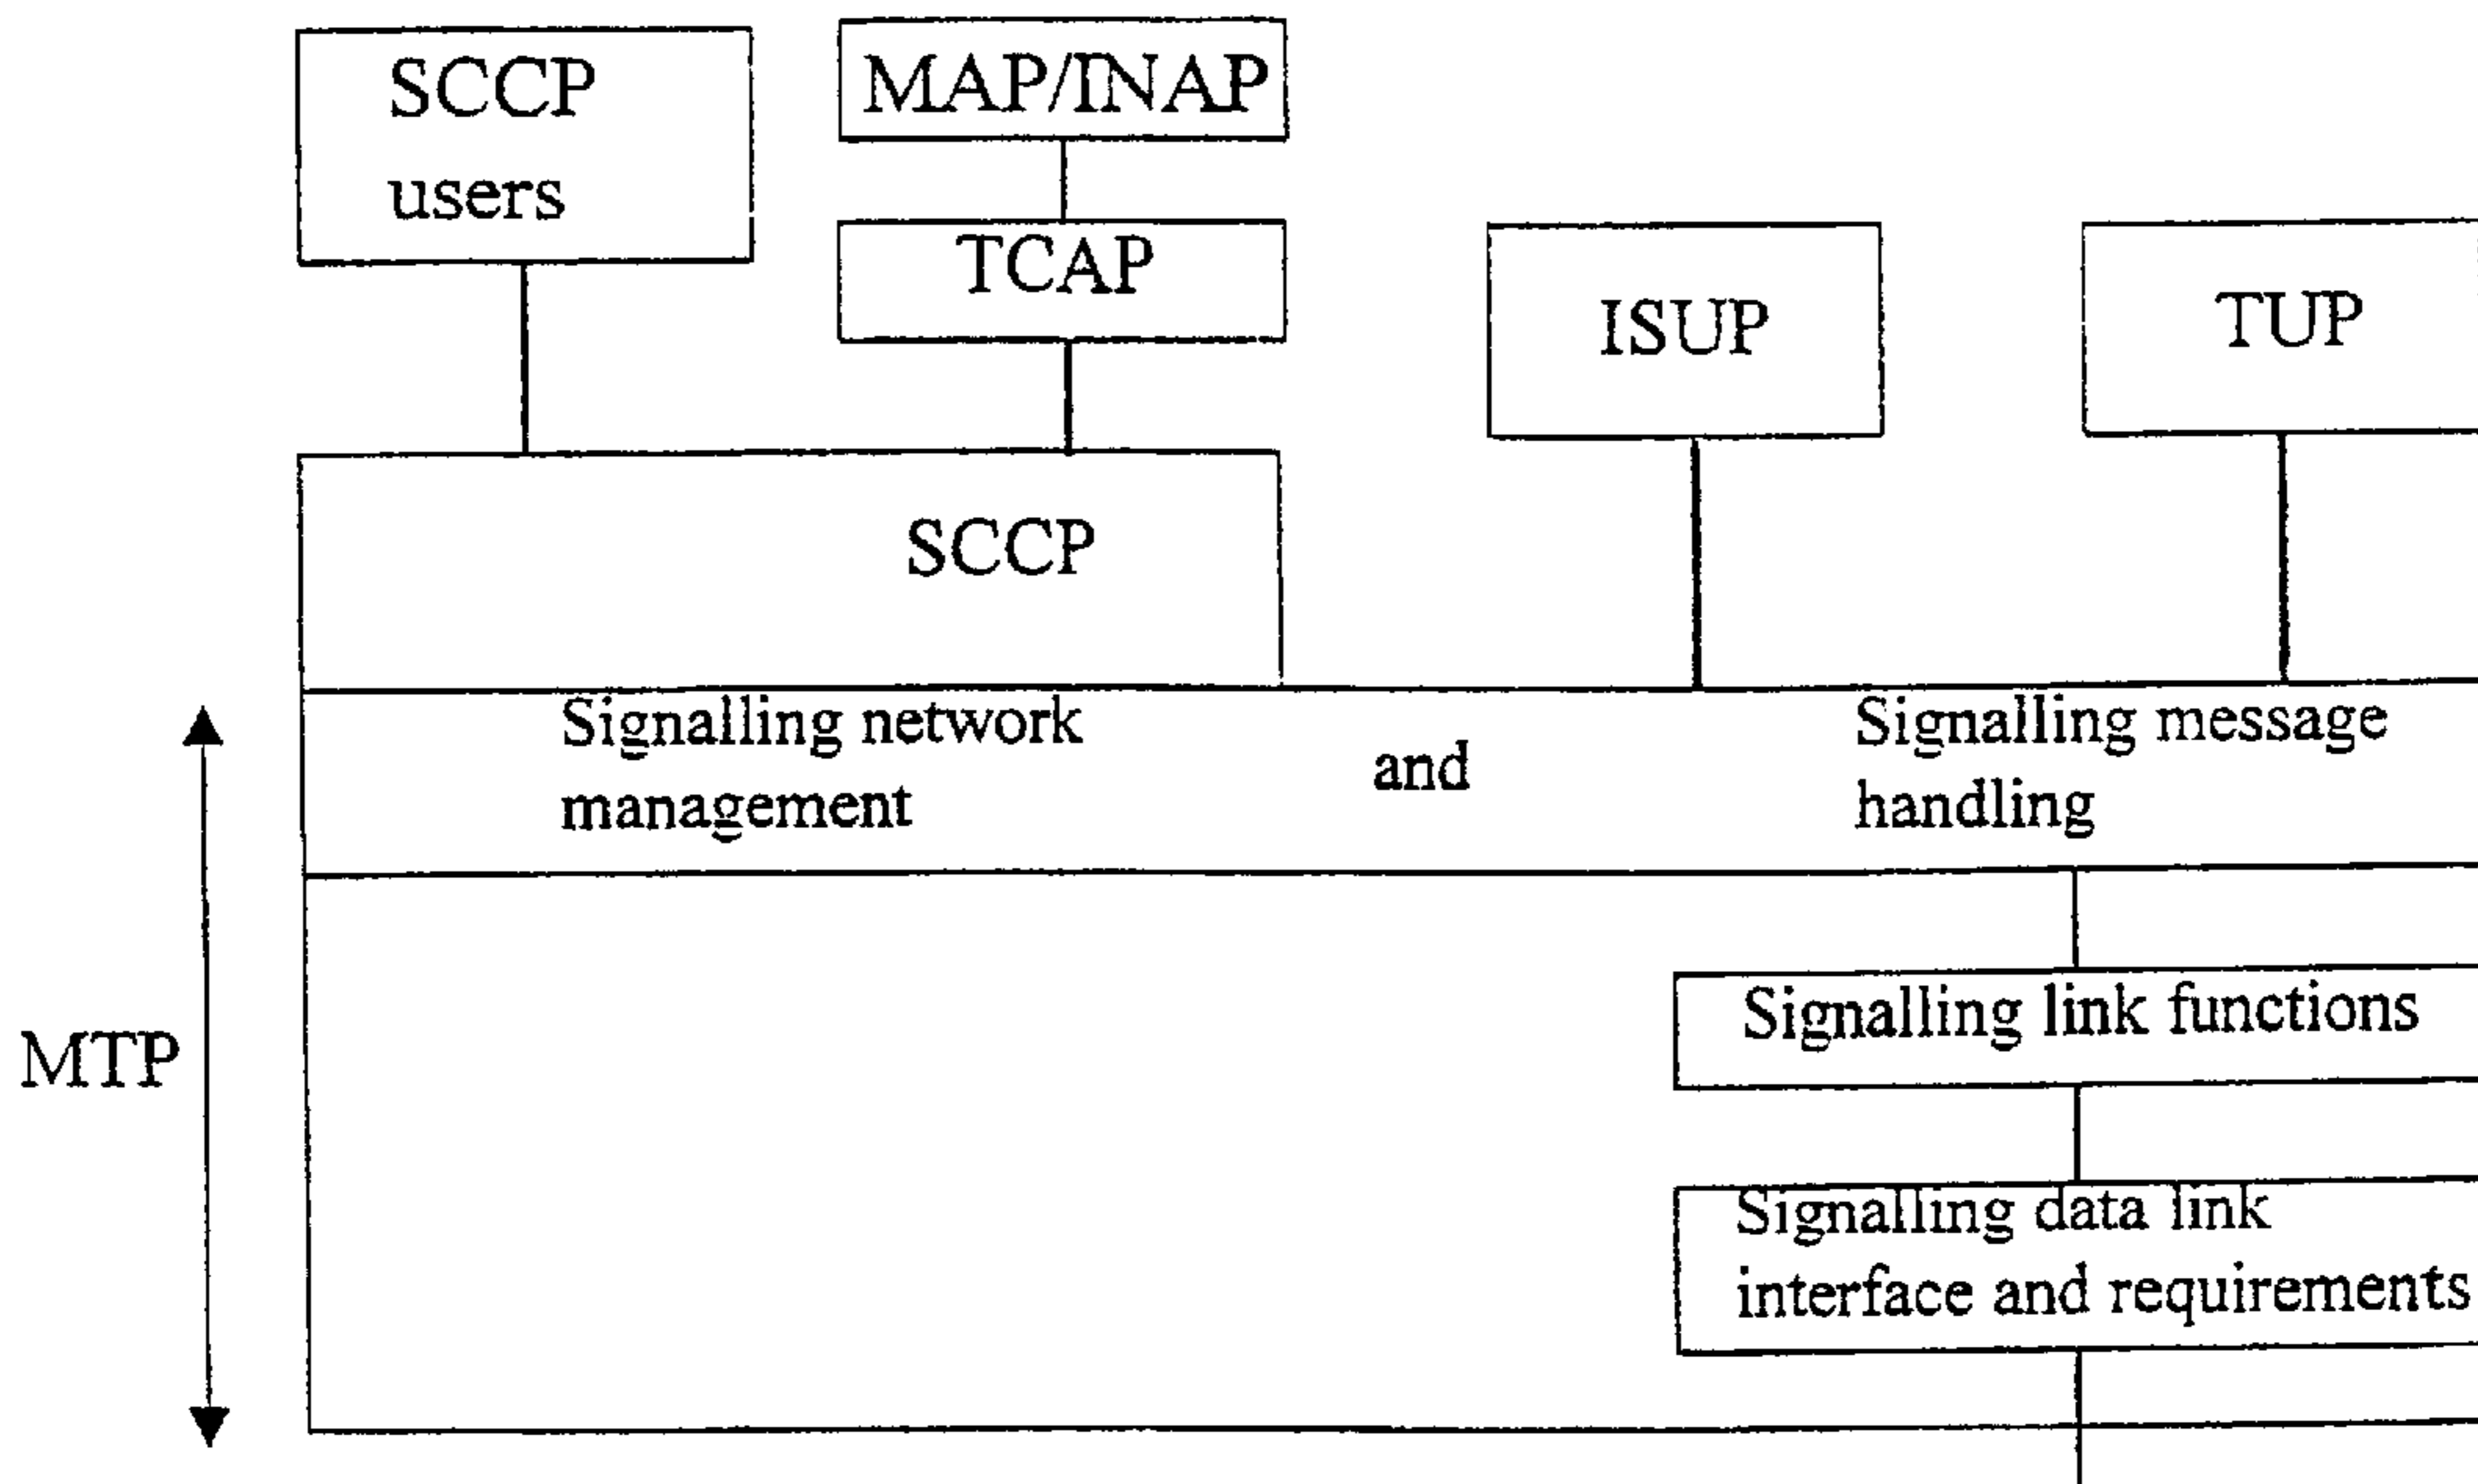 SCCP
users
MAP/INAP
TCAP
ISUP
TUP
SCCP
Signalling network
management
and
Signalling message
handling
MTP
Signalling link functions
Signalling data link
interface and requirements